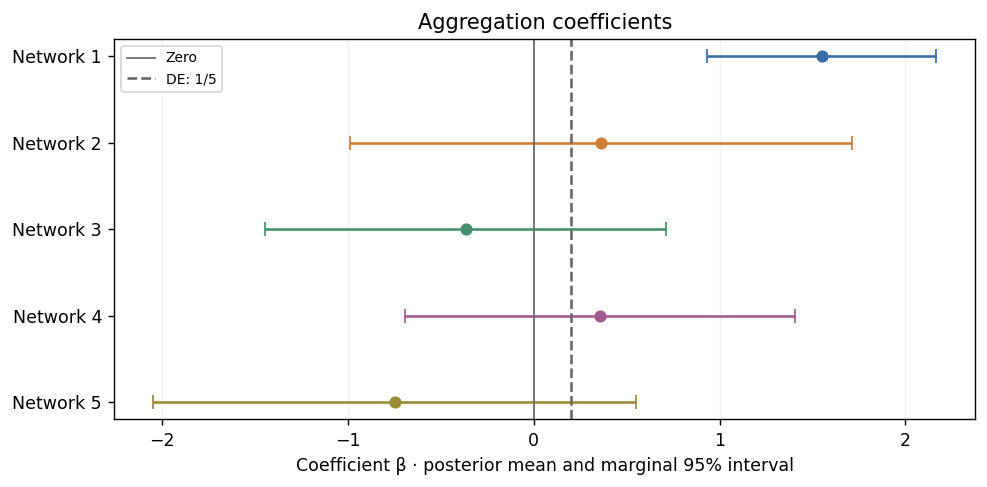 Aggregation coefficients
Zero
DE: 1/5
Network 1
Network 2
Network 3
Network 4
Network 5
−2 −1 0 1 2
Coefficient β · posterior mean and marginal 95% interval